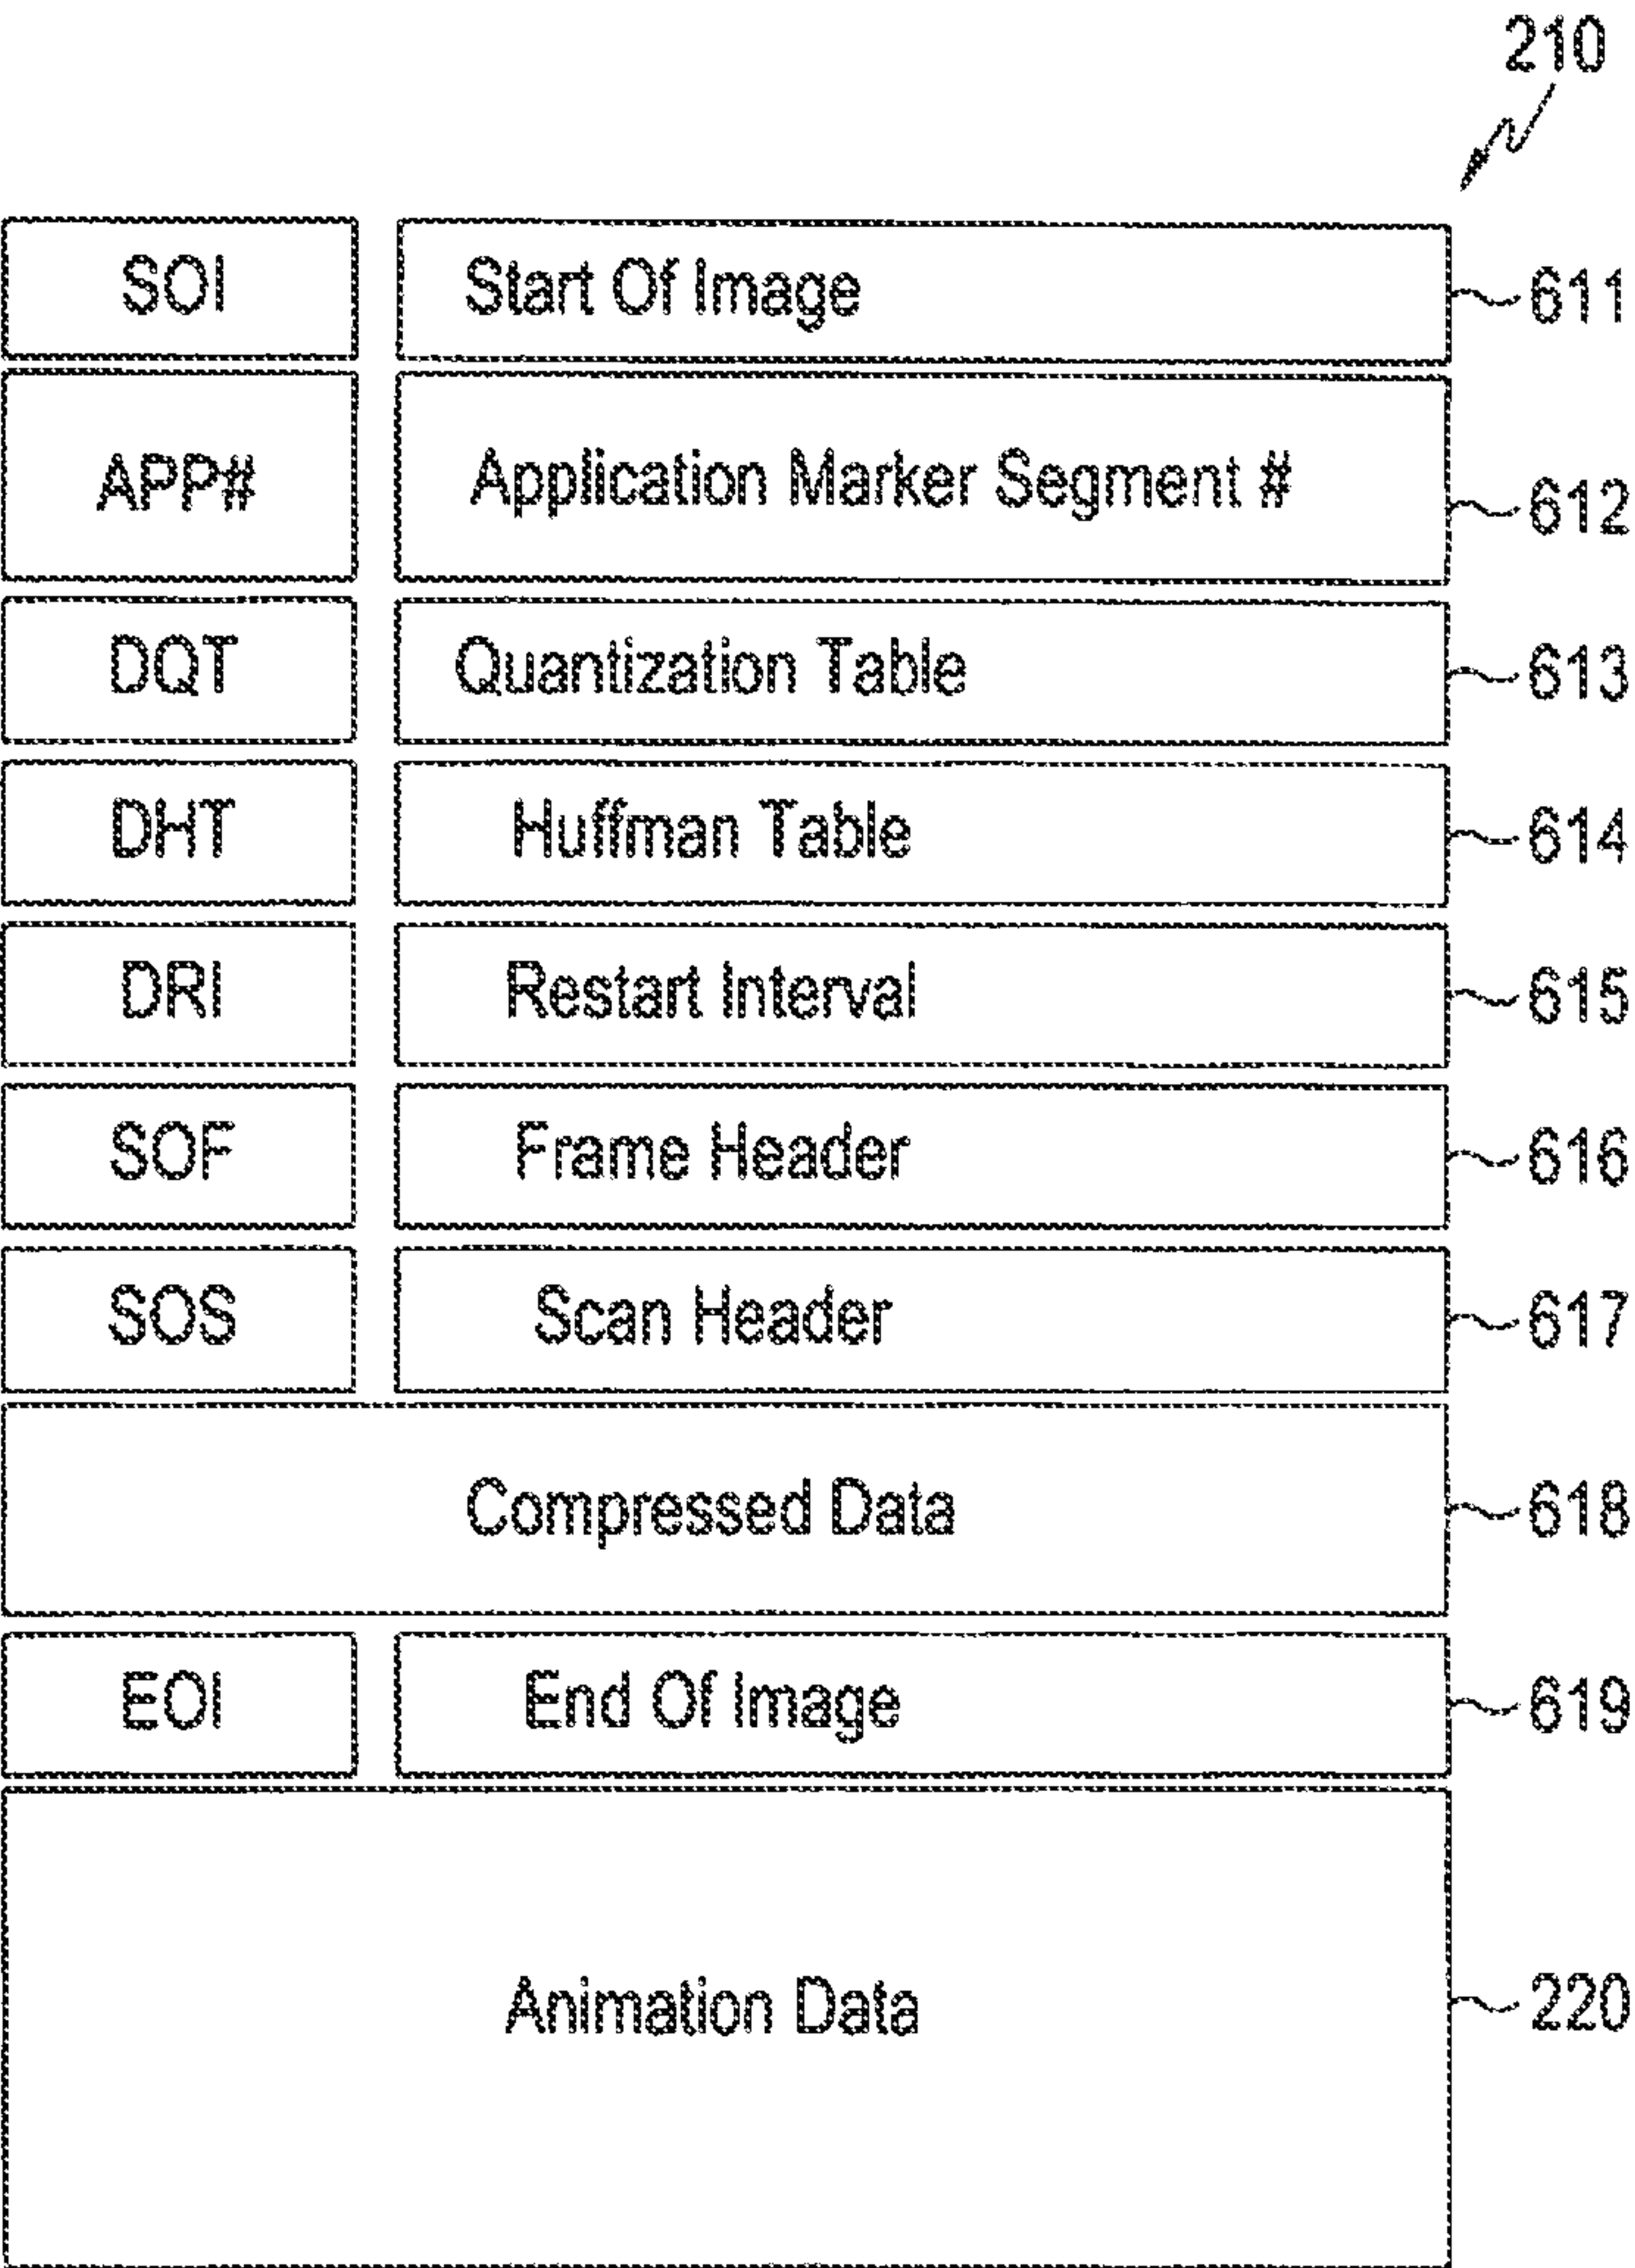 210
SOI Start Of Image 611
APP# Application Marker Segment # 612
DQT Quantization Table 613
DHT Huffman Table 614
DRI Restart Interval 615
SOF Frame Header 616
SOS Scan Header 617
Compressed Data 618
EOI End Of Image 619
Animation Data 220